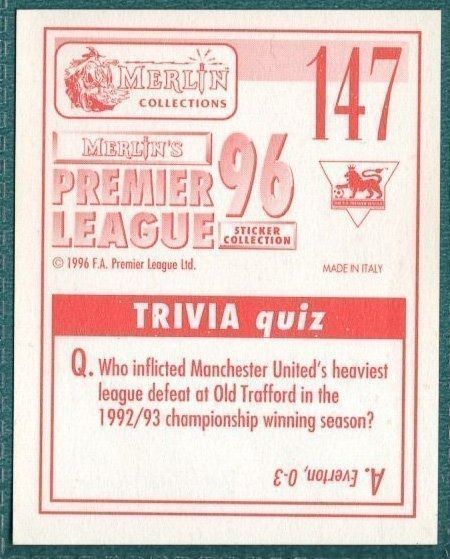 MERLIN
COLLECTIONS
147
MERLIN'S
PREMIER
LEAGUE
96
STICKER
COLLECTION
© 1996 F.A. Premier League Ltd.
MADE IN ITALY
TRIVIA quiz
Q. Who inflicted Manchester United's heaviest
league defeat at Old Trafford in the
1992/93 championship winning season?
A. Everton, 0-3